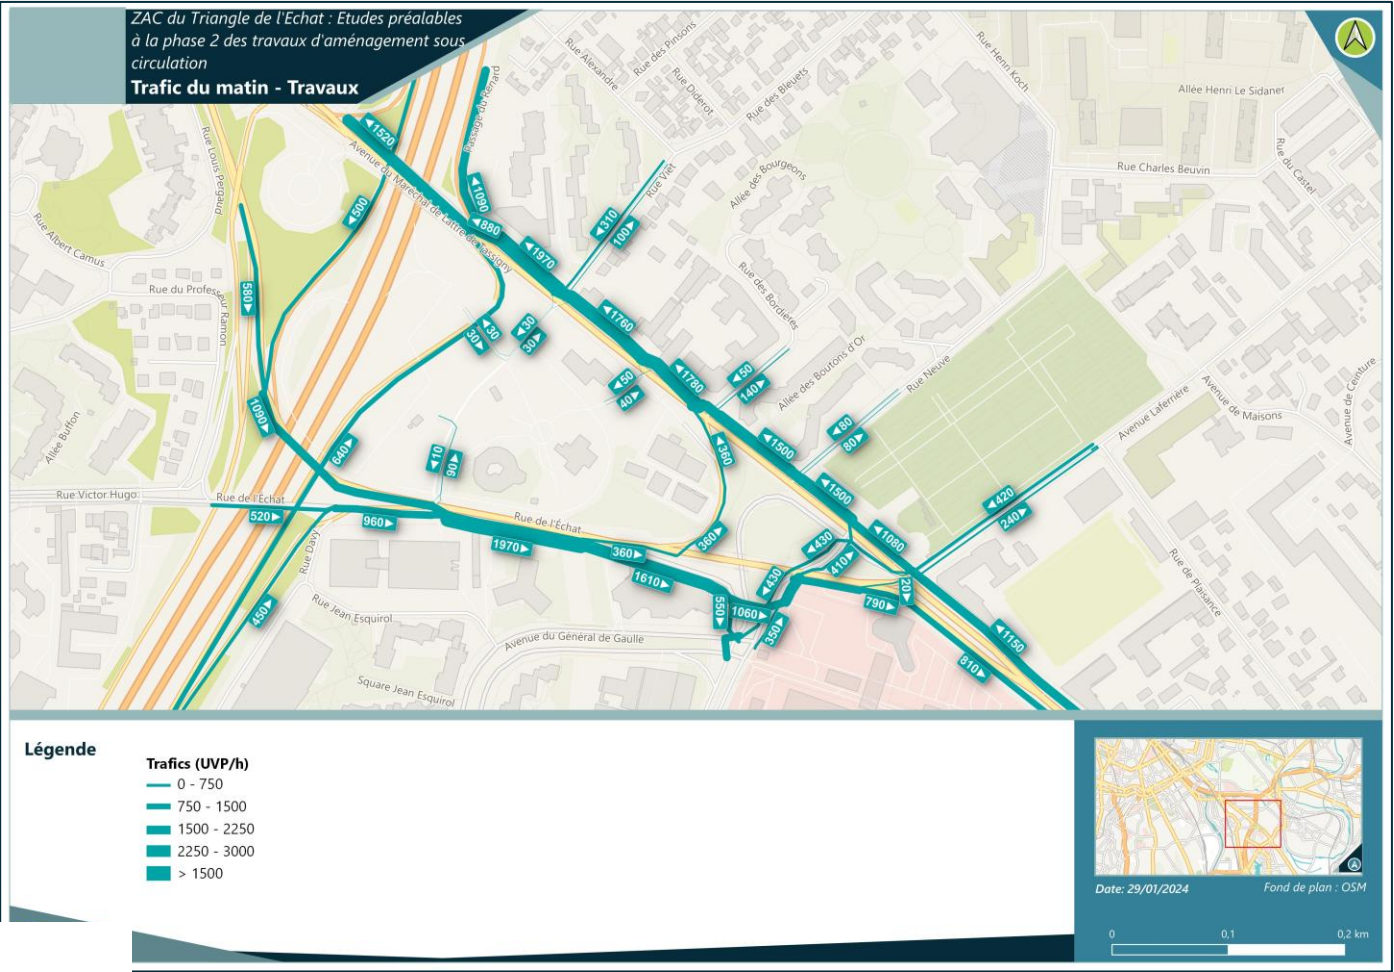 ZAC du Triangle de l'Echat : Etudes préalables
à la phase 2 des travaux d'aménagement sous
circulation
Trafic du matin - Travaux
Rue Alexandre
Rue des Pinsons
Rue Diderot
Rue des Bleuets
Rue Henri Koch
Allée Henri Le Sidaner
Rue du Castel
Rue Charles Beuvin
Passage du Renard
Rue Louis Pergaud
Avenue du Maréchal de Lattre de Tassigny
Rue Viet
Allée des Bourgeons
Rue Albert Camus
Rue du Professeur Ramon
Rue des Bordières
Allée des Boutons d'Or
Rue Neuve
Avenue Laferrière
Avenue de Maisons
Avenue de Ceinture
Allée Buffon
Rue Victor Hugo
Rue de l'Échat
Rue de l'Échat
Rue Davy
Rue Jean Esquirol
Avenue du Général de Gaulle
Square Jean Esquirol
Rue de Plaisance
◄1520
◄500
◄1090
◄880
◄1970
◄310
100►
580►
◄1760
◄30
30►
◄30
30►
◄1780
◄50
40►
◄50
140►
1090►
640►
◄10
90►
◄360
◄1500
◄80
80►
◄1500
◄420
240►
520►
960►
1970►
360►
360►
◄430
410►
◄1080
1610►
◄430
20►
450►
550►
1060►
350►
790►
◄1150
810►
Légende
Trafics (UVP/h)
0 - 750
750 - 1500
1500 - 2250
2250 - 3000
> 1500
Date: 29/01/2024
Fond de plan : OSM
0 0,1 0,2 km